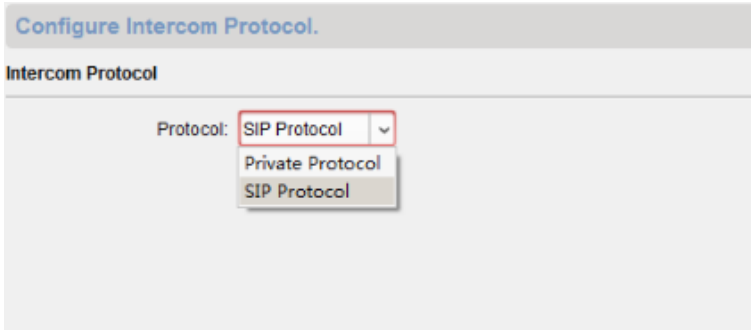 Configure Intercom Protocol.
Intercom Protocol
Protocol: SIP Protocol
Private Protocol
SIP Protocol